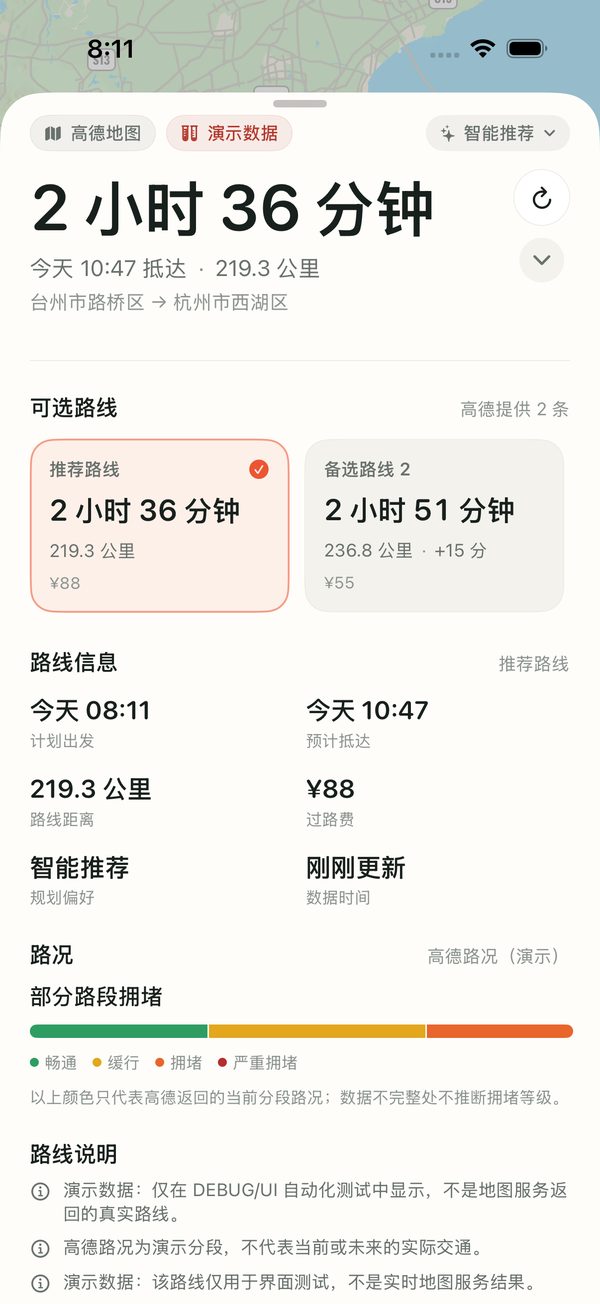 S13
8:11
S13
高德地图
演示数据
智能推荐
2 小时 36 分钟
今天 10:47 抵达 · 219.3 公里
台州市路桥区 → 杭州市西湖区
可选路线
高德提供 2 条
推荐路线
2 小时 36 分钟
219.3 公里
¥88
备选路线 2
2 小时 51 分钟
236.8 公里 · +15 分
¥55
路线信息
推荐路线
今天 08:11
计划出发
今天 10:47
预计抵达
219.3 公里
路线距离
¥88
过路费
智能推荐
规划偏好
刚刚更新
数据时间
路况
高德路况（演示）
部分路段拥堵
畅通
缓行
拥堵
严重拥堵
以上颜色只代表高德返回的当前分段路况；数据不完整处不推断拥堵等级。
路线说明
演示数据：仅在 DEBUG/UI 自动化测试中显示，不是地图服务返
回的真实路线。
高德路况为演示分段，不代表当前或未来的实际交通。
演示数据：该路线仅用于界面测试，不是实时地图服务结果。